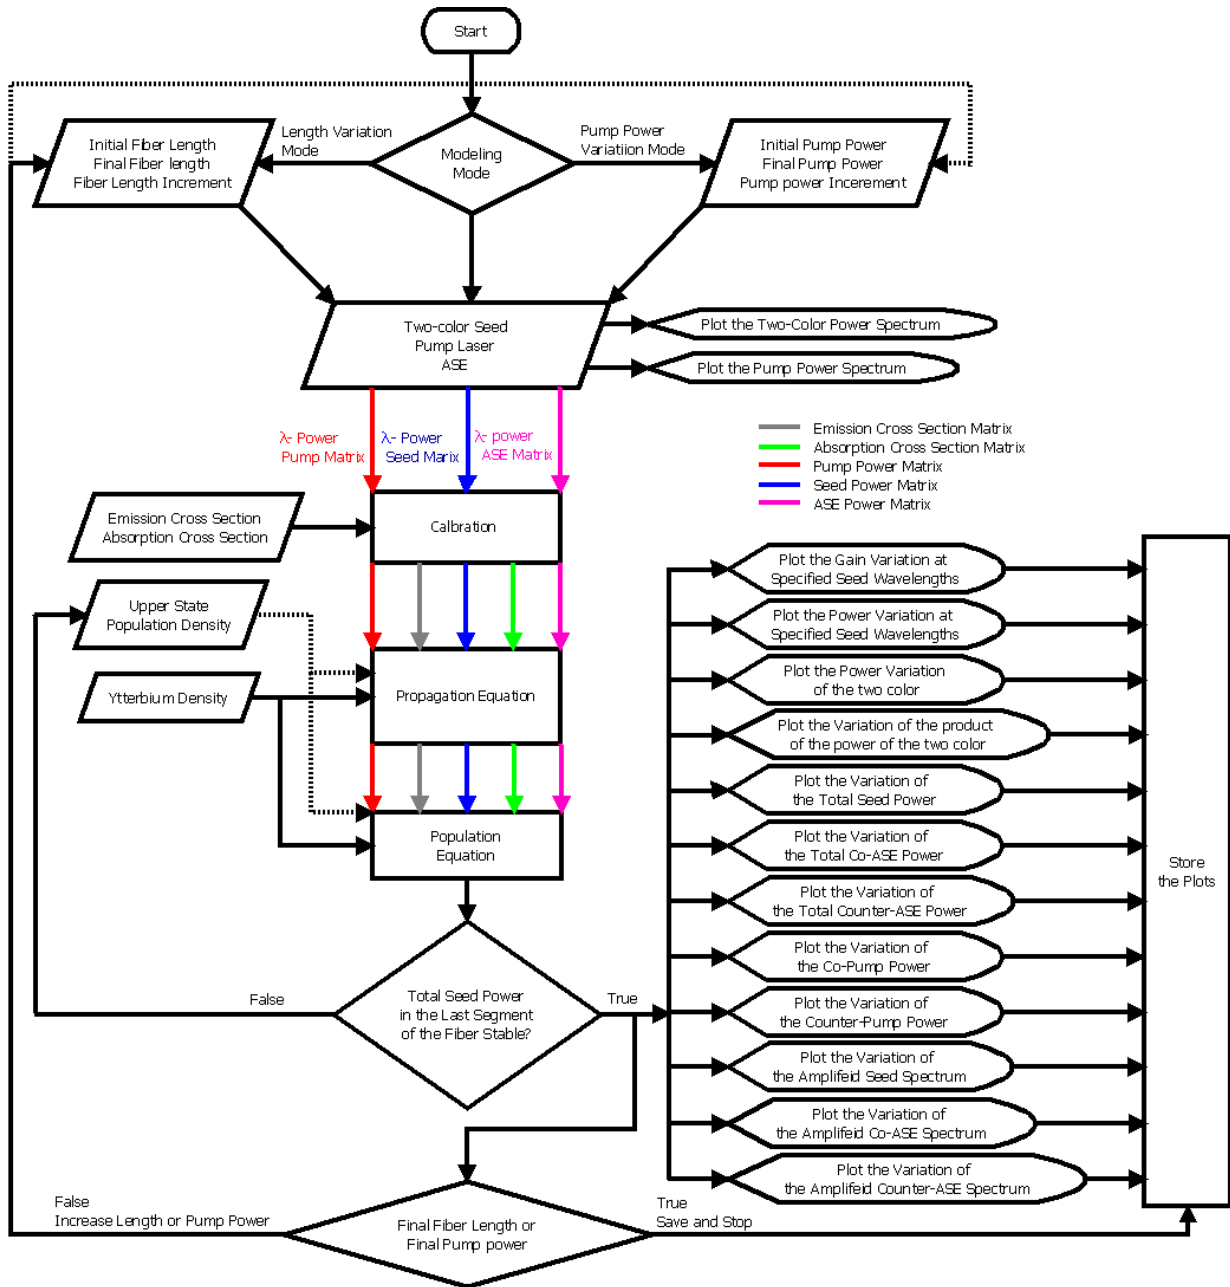 Start
Length Variation
Mode
Pump Power
Variatiion Mode
Initial Fiber Length
Final Fiber length
Fiber Length Increment
Modeling
Mode
Initial Pump Power
Final Pump Power
Pump power Incerement
Two-color Seed
Pump Laser
ASE
Plot the Two-Color Power Spectrum
Plot the Pump Power Spectrum
λ- Power
Pump Matrix
λ- Power
Seed Marix
λ- power
ASE Matrix
Emission Cross Section Matrix
Absorption Cross Section Matrix
Pump Power Matrix
Seed Power Matrix
ASE Power Matrix
Emission Cross Section
Absorption Cross Section
Calbration
Upper State
Population Density
Ytterbium Density
Propagation Equation
Population
Equation
False
Total Seed Power
in the Last Segment
of the Fiber Stable?
True
Plot the Gain Variation at
Specified Seed Wavelengths
Plot the Power Variation at
Specified Seed Wavelengths
Plot the Power Variation
of the two color
Plot the Variation of the product
of the power of the two color
Plot the Variation of
the Total Seed Power
Plot the Variation of
the Total Co-ASE Power
Plot the Variation of
the Total Counter-ASE Power
Plot the Variation of
the Co-Pump Power
Plot the Variation of
the Counter-Pump Power
Plot the Variation of
the Amplifeid Seed Spectrum
Plot the Variation of
the Amplifeid Co-ASE Spectrum
Plot the Variation of
the Amplifeid Counter-ASE Spectrum
Store
the Plots
False
Increase Length or Pump Power
Final Fiber Length or
Final Pump power
True
Save and Stop